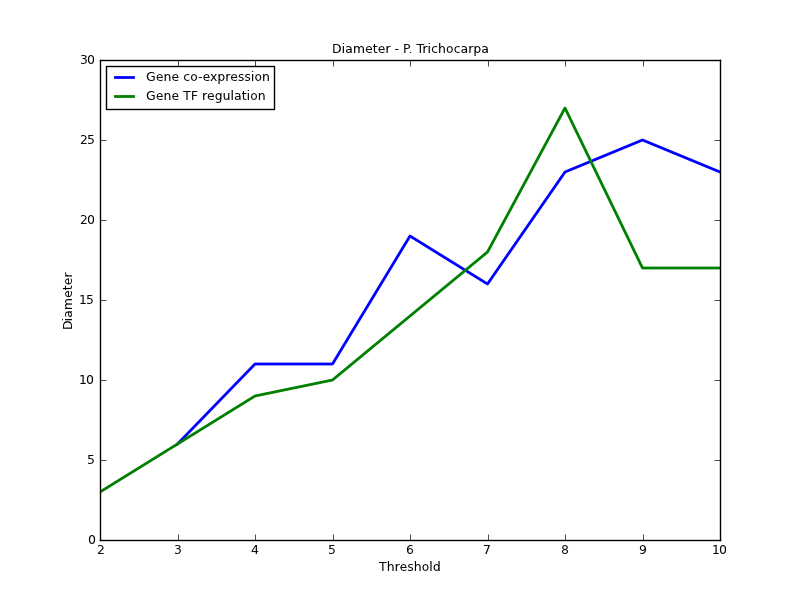 Diameter - P. Trichocarpa
Gene co-expression
Gene TF regulation
30
25
20
15
10
5
0
Diameter
2 3 4 5 6 7 8 9 10
Threshold